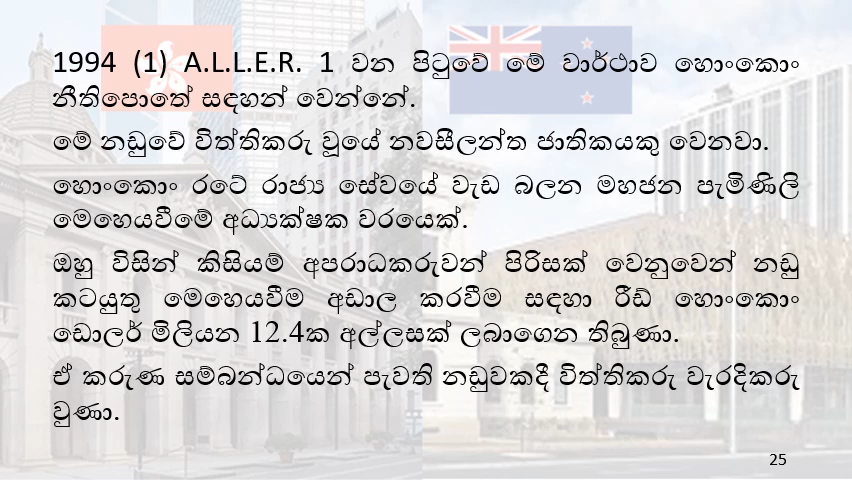 1994 (1) A.L.L.E.R. 1 වන පිටුවේ මේ වාර්ථාව හොංකොං
නීතිපොතේ සඳහන් වෙන්නේ.
මේ නඩුවේ විත්තිකරු වූයේ නවසීලන්ත ජාතිකයකු වෙනවා.
හොංකොං රටේ රාජ්‍ය සේවයේ වැඩ බලන මහජන පැමිණිලි
මෙහෙයවීමේ අධ්‍යක්ෂක වරයෙක්.
ඔහු විසින් කිසියම් අපරාධකරුවන් පිරිසක් වෙනුවෙන් නඩු
කටයුතු මෙහෙයවීම අඩාල කරවීම සඳහා රීඩ් හොංකොං
ඩොලර් මිලියන 12.4ක අල්ලසක් ලබාගෙන තිබුණා.
ඒ කරුණ සම්බන්ධයෙන් පැවති නඩුවකදී විත්තිකරු වැරදිකරු
වුණා.
25